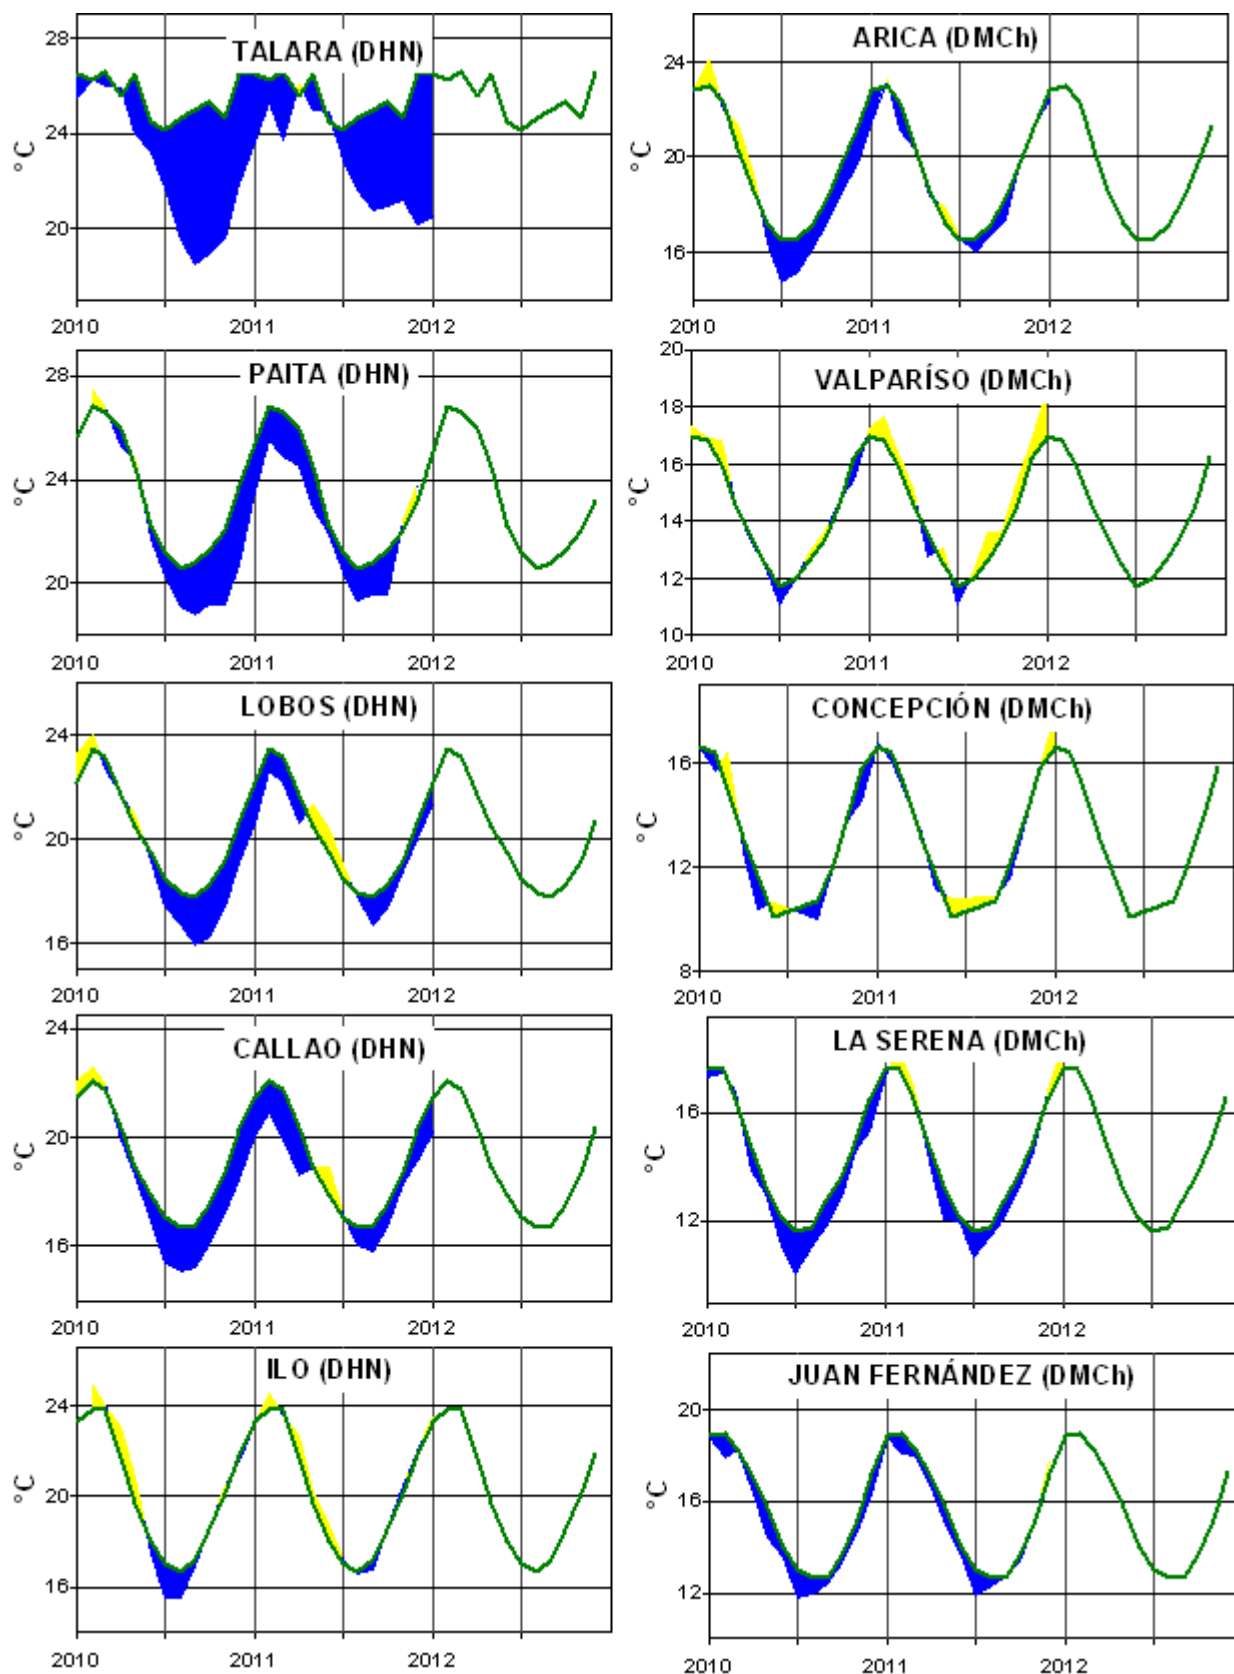 TALARA (DHN)
°C
28
24
20
2010 2011 2012
ARICA (DMCh)
°C
24
20
16
2010 2011 2012
PAITA (DHN)
°C
28
24
20
2010 2011 2012
VALPARÍSO (DMCh)
°C
20
18
16
14
12
10
2010 2011 2012
LOBOS (DHN)
°C
24
20
16
2010 2011 2012
CONCEPCIÓN (DMCh)
°C
16
12
8
2010 2011 2012
CALLAO (DHN)
°C
24
20
16
2010 2011 2012
LA SERENA (DMCh)
°C
16
12
2010 2011 2012
ILO (DHN)
°C
24
20
16
2010 2011 2012
JUAN FERNÁNDEZ (DMCh)
°C
20
16
12
2010 2011 2012